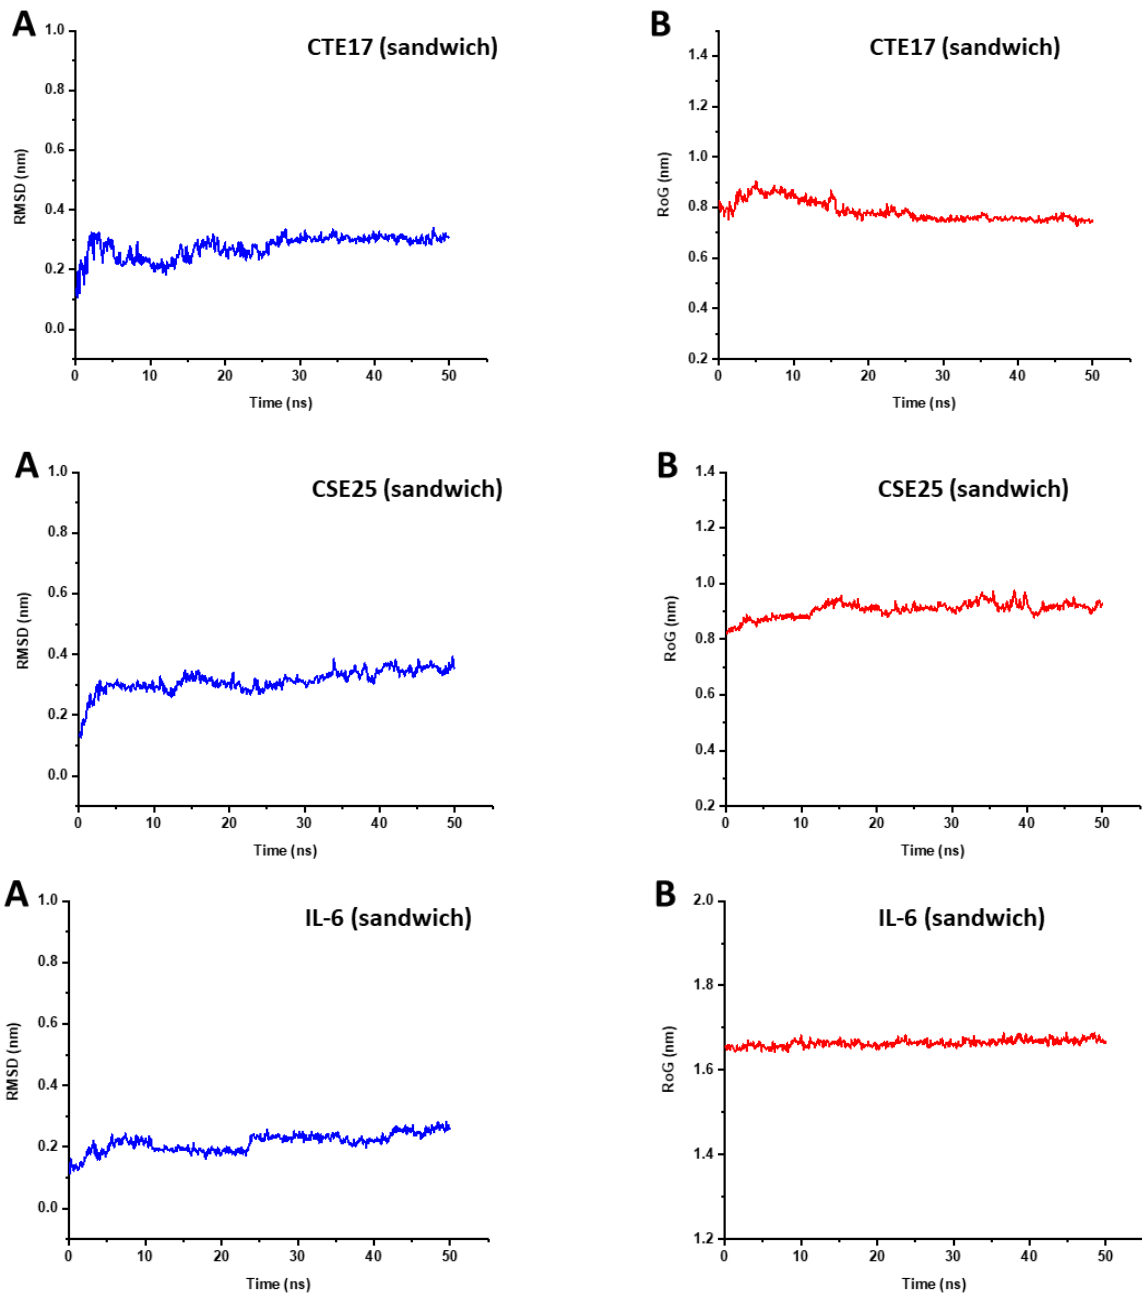 A
CTE17 (sandwich)
1.0
0.8
0.6
0.4
0.2
0.0
RMSD (nm)
0 10 20 30 40 50
Time (ns)
B
CTE17 (sandwich)
1.4
1.2
1.0
0.8
0.6
0.4
0.2
RoG (nm)
0 10 20 30 40 50
Time (ns)
A
CSE25 (sandwich)
1.0
0.8
0.6
0.4
0.2
0.0
RMSD (nm)
0 10 20 30 40 50
Time (ns)
B
CSE25 (sandwich)
1.4
1.2
1.0
0.8
0.6
0.4
0.2
RoG (nm)
0 10 20 30 40 50
Time (ns)
A
IL-6 (sandwich)
1.0
0.8
0.6
0.4
0.2
0.0
RMSD (nm)
0 10 20 30 40 50
Time (ns)
B
IL-6 (sandwich)
2.0
1.8
1.6
1.4
1.2
RoG (nm)
0 10 20 30 40 50
Time (ns)